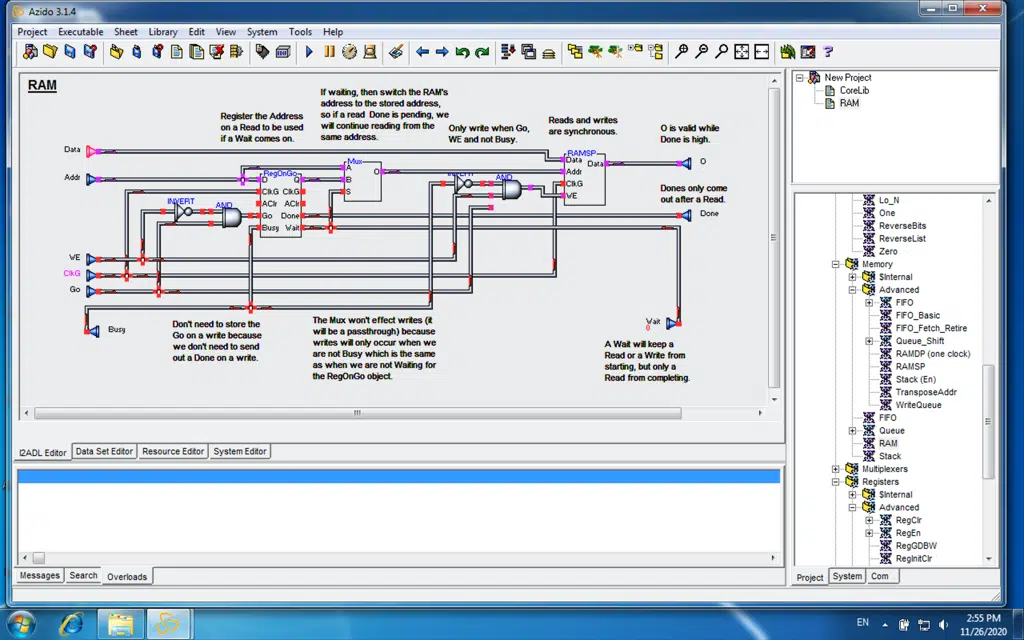 Azido 3.1.4
Project Executable Sheet Library Edit View System Tools Help
RAM
If waiting, then switch the RAM's
address to the stored address,
so if a read Done is pending, we
will continue reading from the
same address.
Register the Address
on a Read to be used
if a Wait comes on.
Only write when Go,
WE and not Busy.
Reads and writes
are synchronous.
O is valid while
Done is high.
Data
Addr
RegOnGo
D Q
ClkG ClkG
AClr AClr
Go Done
Busy Wait
Mux
A O
B
S
INVERT
AND
AND
RAMSP
Data Data
Addr
ClkG
WE
O
Dones only come
out after a Read.
Done
WE
ClkG
Go
Busy
Don't need to store the
Go on a write because
we don't need to send
out a Done on a write.
The Mux won't effect writes (it
will be a passthrough) because
writes will only occur when we
are not Busy which is the same
as when we are not Waiting for
the RegOnGo object.
Wait
0
A Wait will keep a
Read or a Write from
starting, but only a
Read from completing.
I2ADL Editor Data Set Editor Resource Editor System Editor
Messages Search Overloads
New Project
CoreLib
RAM
Lo_N
One
ReverseBits
ReverseList
Zero
Memory
$Internal
Advanced
FIFO
FIFO_Basic
FIFO_Fetch_Retire
Queue_Shift
RAMDP (one clock)
RAMSP
Stack (En)
TransposeAddr
WriteQueue
FIFO
Queue
RAM
Stack
Multiplexers
Registers
$Internal
Advanced
RegClr
RegEn
RegGDBW
RegInitClr
Project System Com
EN
2:55 PM
11/26/2020